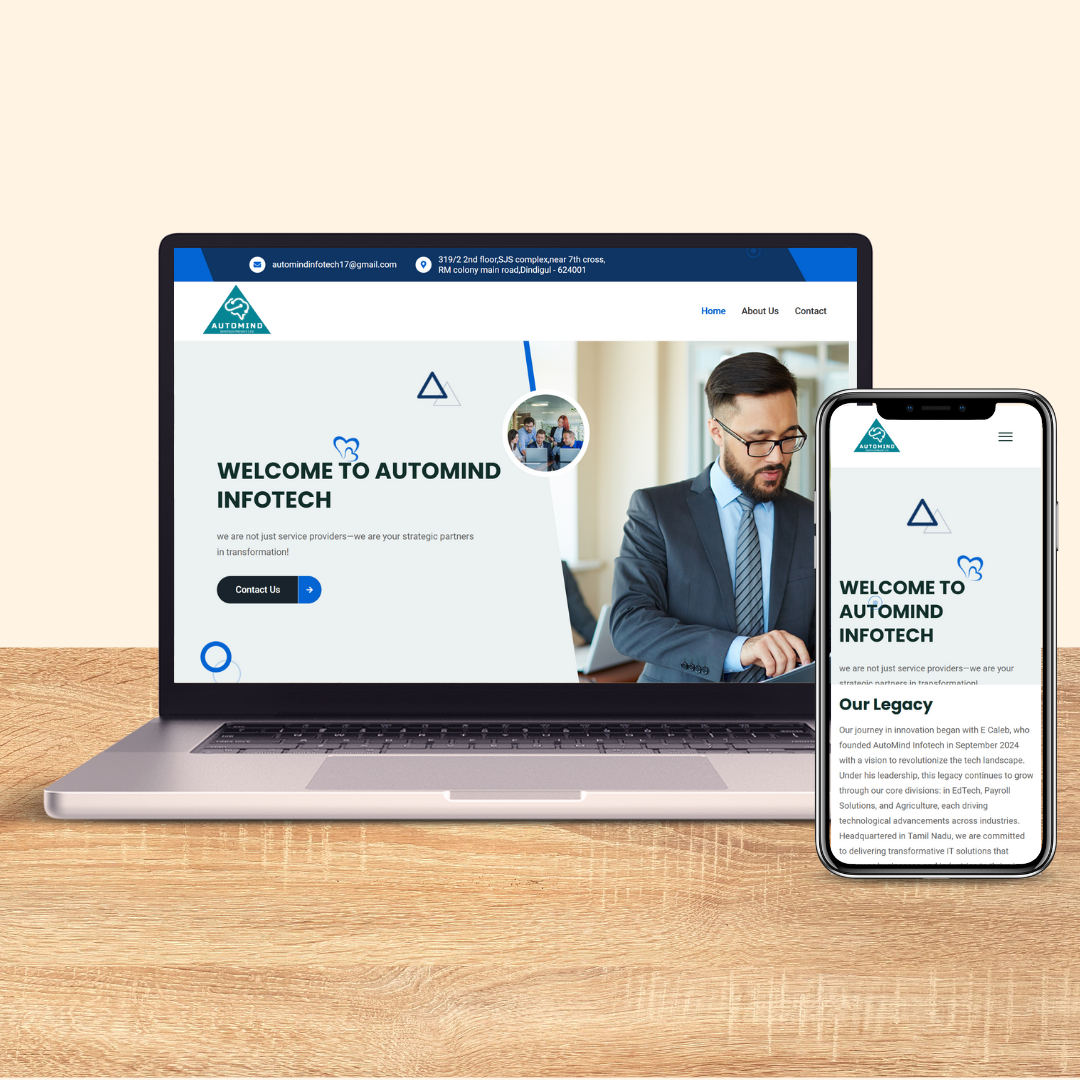 automindinfotech17@gmail.com
319/2 2nd floor,SJS complex,near 7th cross,
RM colony main road,Dindigul - 624001
AUTOMIND
Home About Us Contact
WELCOME TO AUTOMIND
INFOTECH
we are not just service providers—we are your strategic partners
in transformation!
Contact Us
AUTOMIND
WELCOME TO
AUTOMIND
INFOTECH
we are not just service providers—we are your
strategic partners in transformation!
Our Legacy
Our journey in innovation began with E Caleb, who
founded AutoMind Infotech in September 2024
with a vision to revolutionize the tech landscape.
Under his leadership, this legacy continues to grow
through our core divisions: in EdTech, Payroll
Solutions, and Agriculture, each driving
technological advancements across industries.
Headquartered in Tamil Nadu, we are committed
to delivering transformative IT solutions that